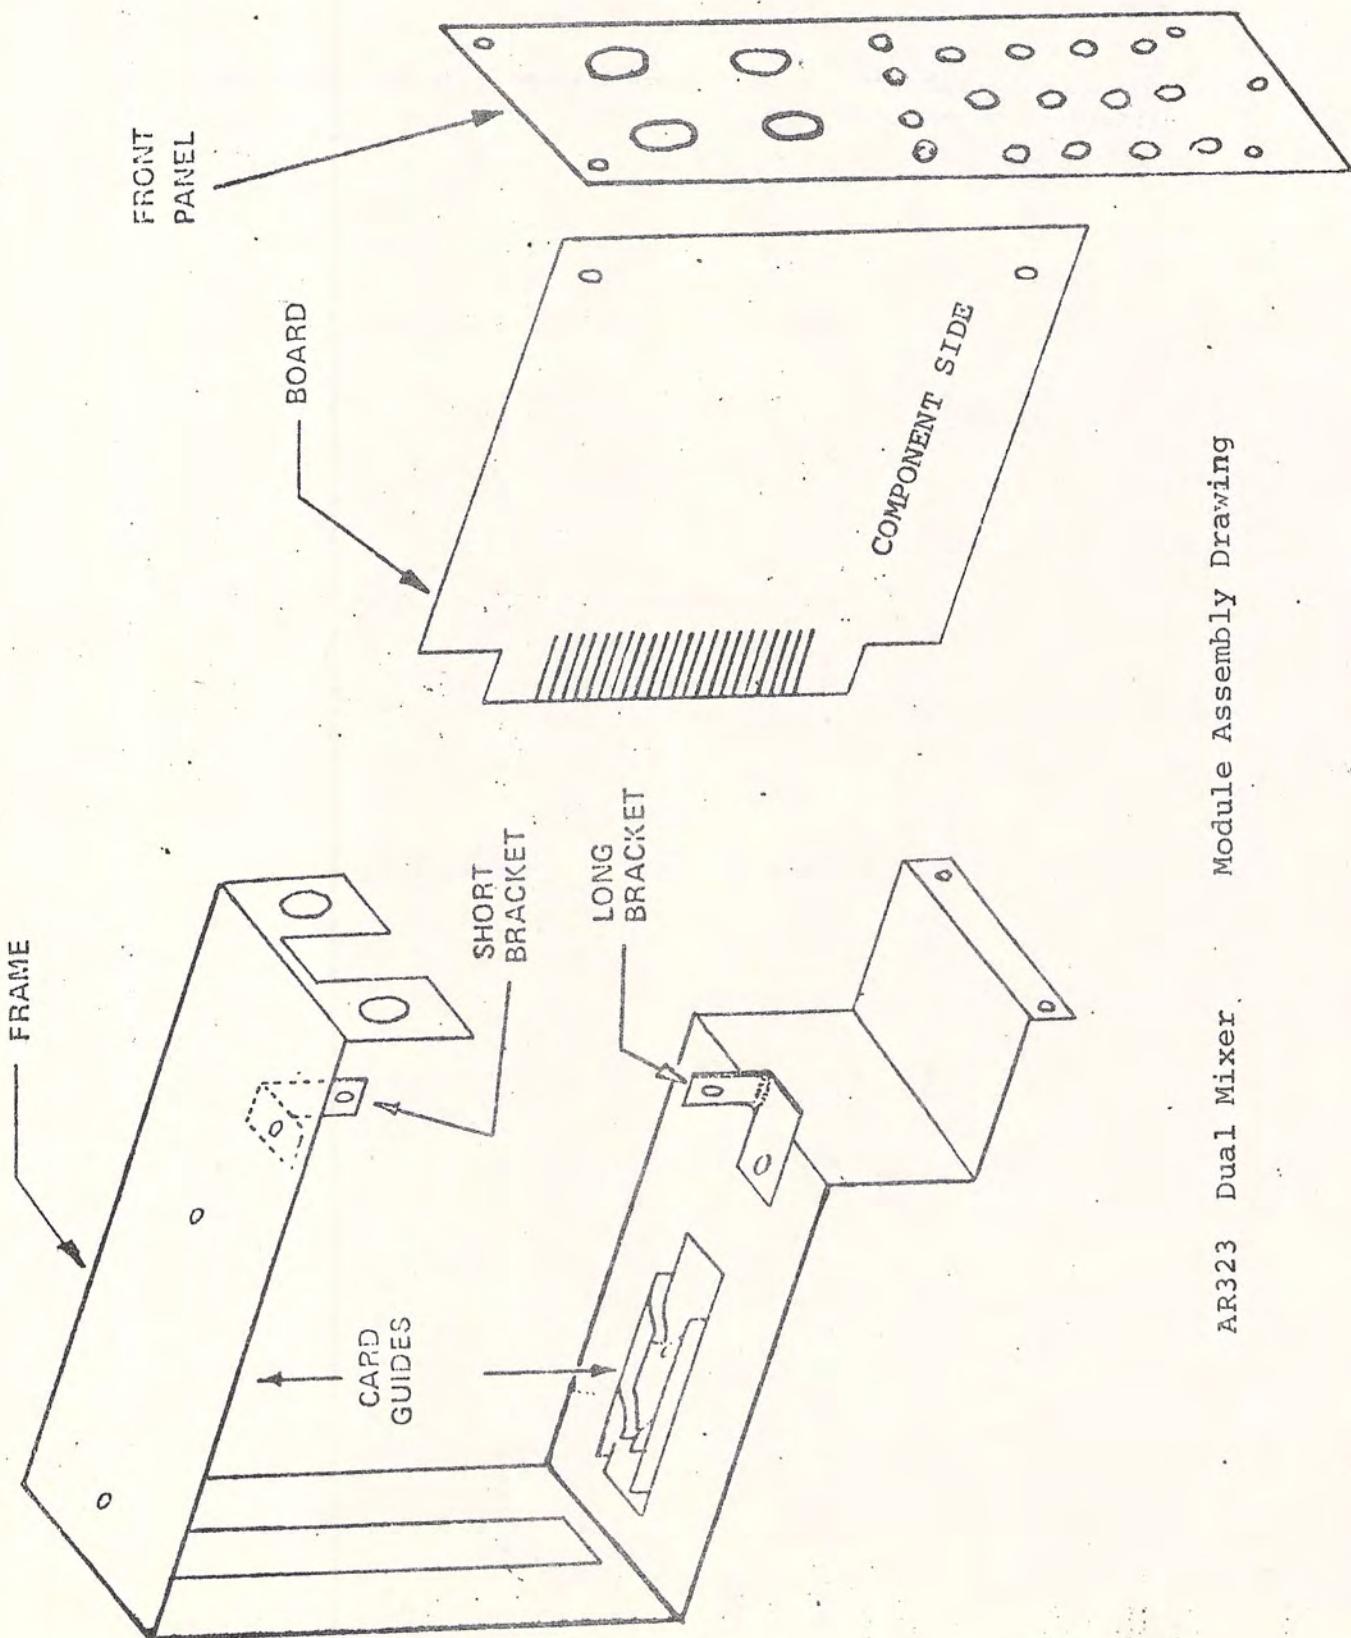 FRONT
PANEL
BOARD
COMPONENT SIDE
FRAME
SHORT
BRACKET
LONG
BRACKET
CARD
GUIDES
AR323 Dual Mixer Module Assembly Drawing